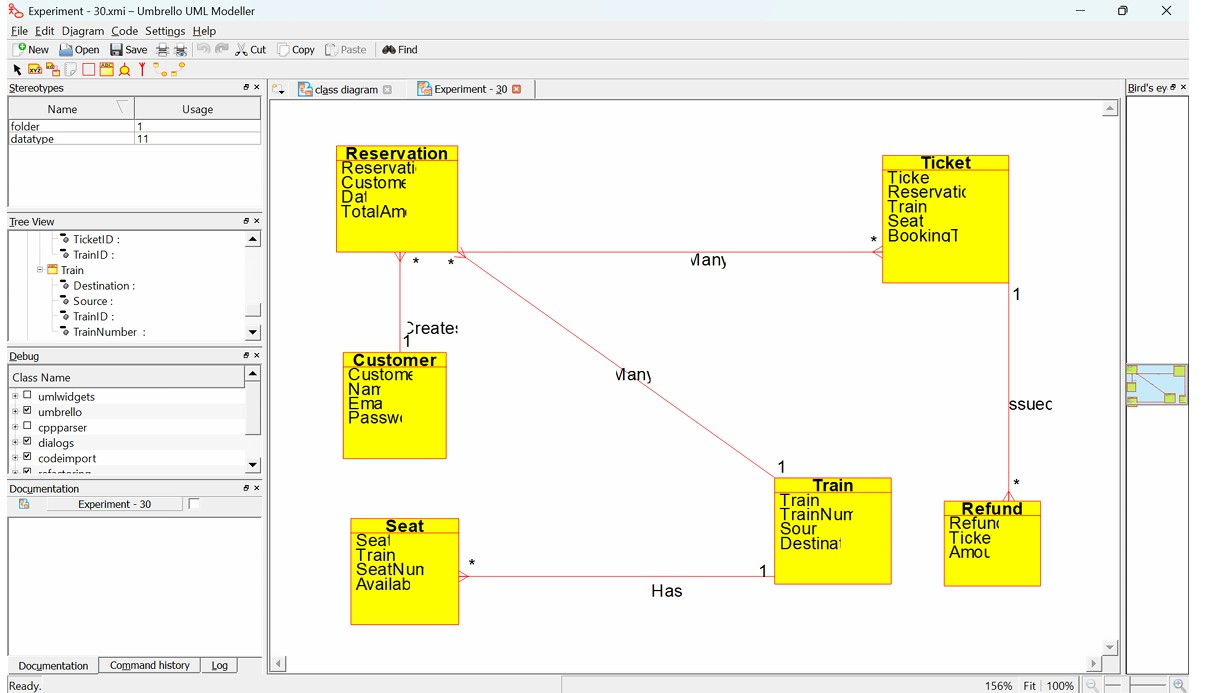 Experiment - 30.xmi – Umbrello UML Modeller
File Edit Diagram Code Settings Help
New Open Save Cut Copy Paste Find
Stereotypes
Name Usage
folder 1
datatype 11
Tree View
TicketID :
TrainID :
Train
Destination :
Source :
TrainID :
TrainNumber :
Debug
Class Name
umlwidgets
umbrello
cppparser
dialogs
codeimport
refactoring
Documentation
Experiment - 30
Documentation Command history Log
Ready.
class diagram Experiment - 30
Reservation
Reservati
Custome
Dat
TotalAm
Ticket
Ticke
Reservatic
Train
Seat
BookingT
* * Many *
1
Creates
1
Customer
Custome
Nam
Ema
Passw
Many
Issued
1
*
Train
Train
TrainNum
Sour
Destinat
Refund
Refund
Ticke
Amou
Seat
Seat
Train
SeatNun
Availab
* 1
Has
Bird's ey
156% Fit 100%